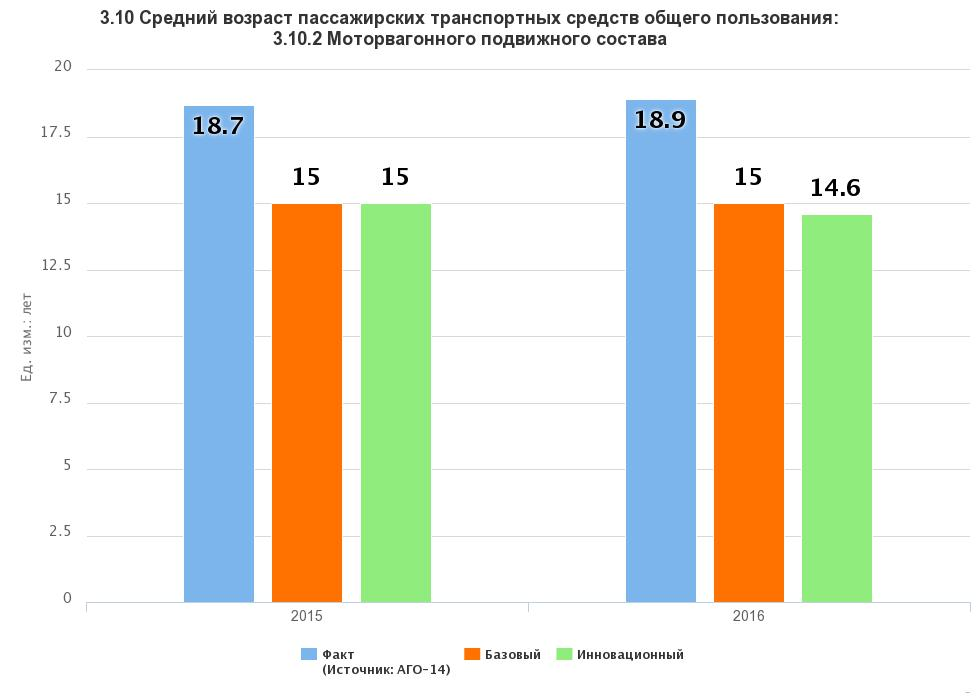 3.10 Средний возраст пассажирских транспортных средств общего пользования:
3.10.2 Моторвагонного подвижного состава
20
17.5
15
12.5
10
7.5
5
2.5
0
Ед. изм.: лет
18.7
15
15
18.9
15
14.6
2015
2016
Факт
(Источник: АГО-14)
Базовый
Инновационный